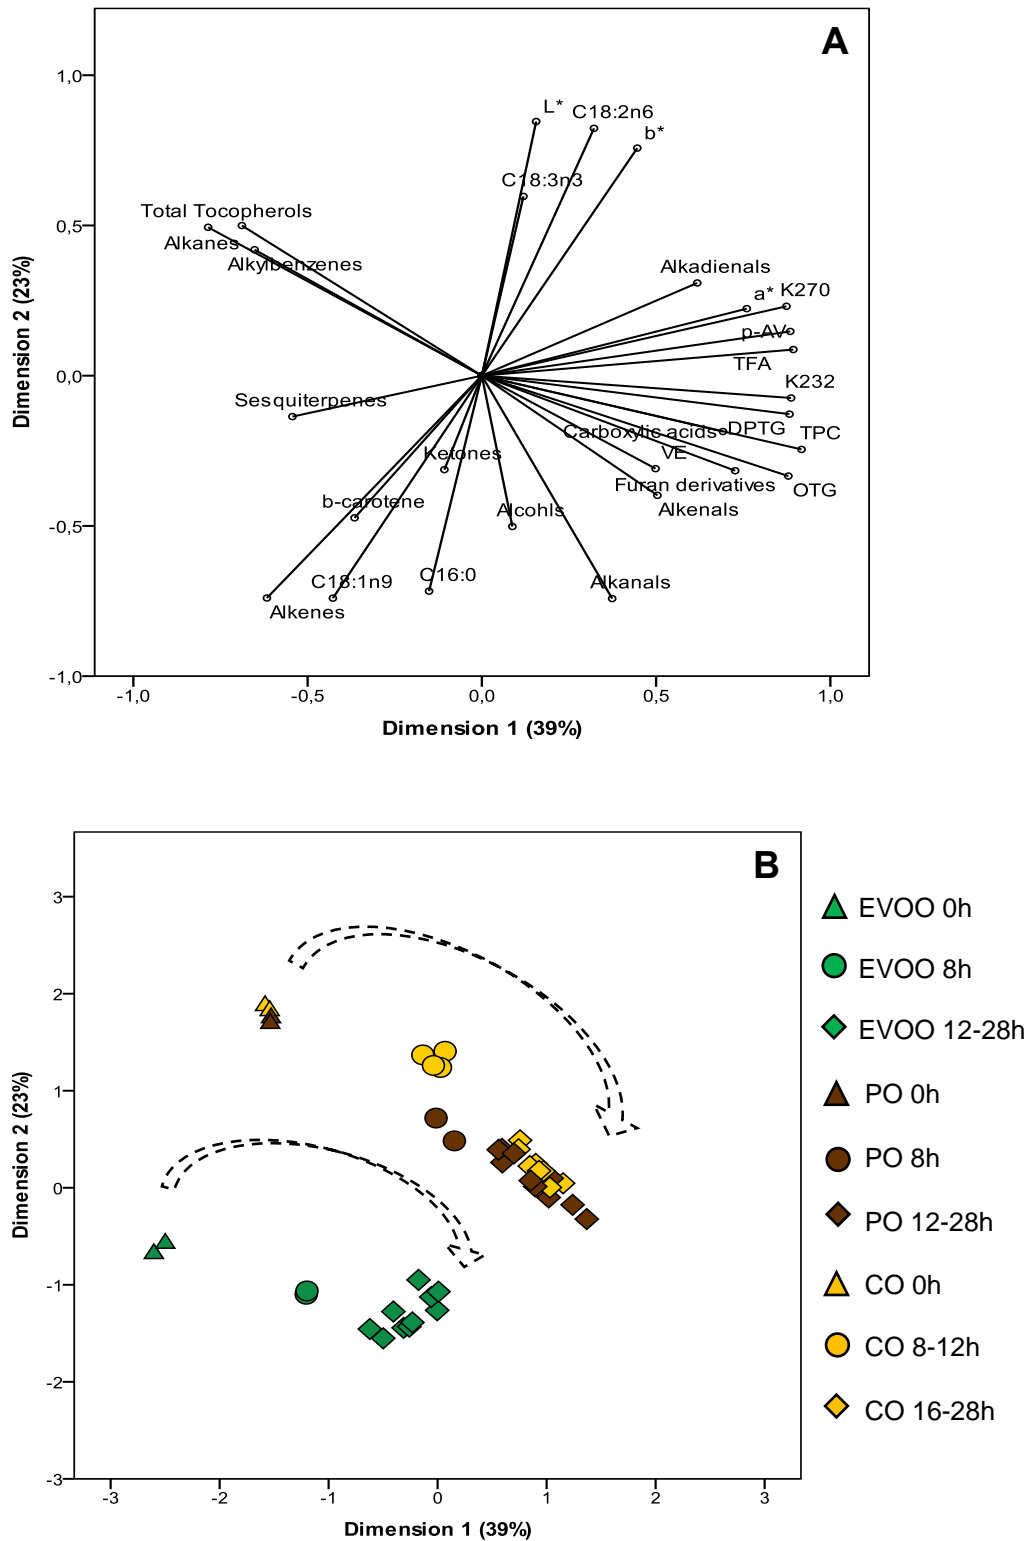 A
1,0
0,5
0,0
-0,5
-1,0
Dimension 2 (23%)
L*
C18:2n6
b*
C18:3n3
Total Tocopherols
Alkanes
Alkylbenzenes
Alkadienals
a*
K270
p-AV
TFA
K232
Sesquiterpenes
Carboxylic acids
DPTG
TPC
Ketones
VE
Furan derivatives
OTG
b-carotene
Alcohls
Alkenals
C18:1n9
C16:0
Alkanals
Alkenes
-1,0
-0,5
0,0
0,5
1,0
Dimension 1 (39%)
B
3
2
1
0
-1
-2
-3
Dimension 2 (23%)
-3
-2
-1
0
1
2
3
Dimension 1 (39%)
EVOO 0h
EVOO 8h
EVOO 12-28h
PO 0h
PO 8h
PO 12-28h
CO 0h
CO 8-12h
CO 16-28h